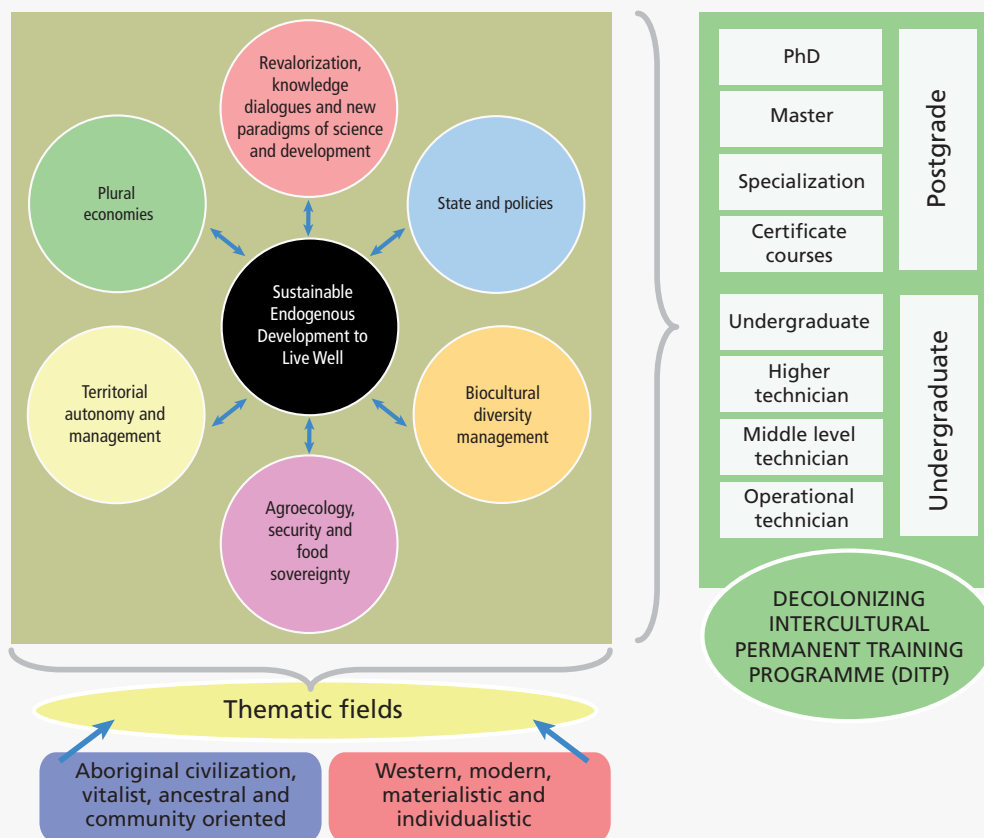 Revalorization,
knowledge
dialogues and new
paradigms of science
and development
Plural
economies
State and policies
Sustainable
Endogenous
Development to
Live Well
Territorial
autonomy and
management
Biocultural
diversity
management
Agroecology,
security and
food
sovereignty
Thematic fields
Aboriginal civilization,
vitalist, ancestral and
community oriented
Western, modern,
materialistic and
individualistic
PhD
Master
Specialization
Certificate
courses
Postgrade
Undergraduate
Higher
technician
Middle level
technician
Operational
technician
Undergraduate
DECOLONIZING
INTERCULTURAL
PERMANENT TRAINING
PROGRAMME (DITP)